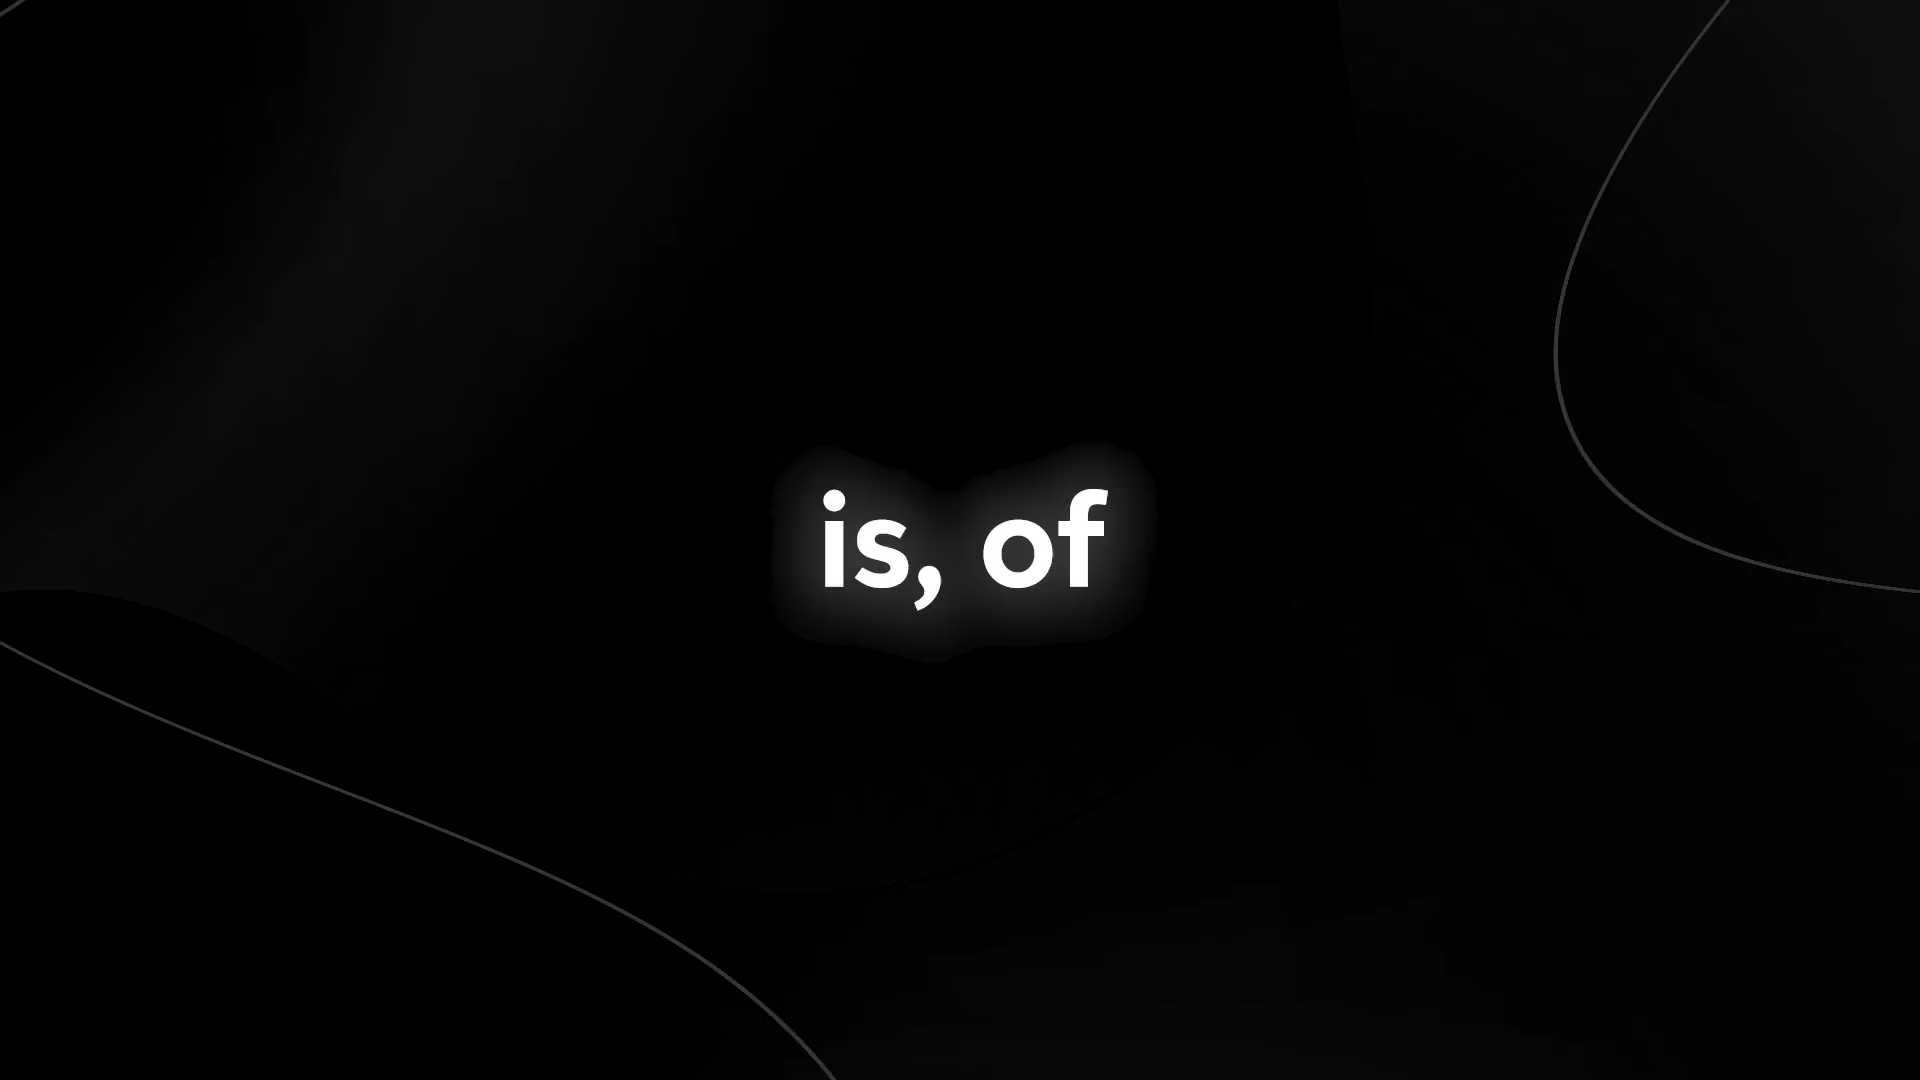 is, of